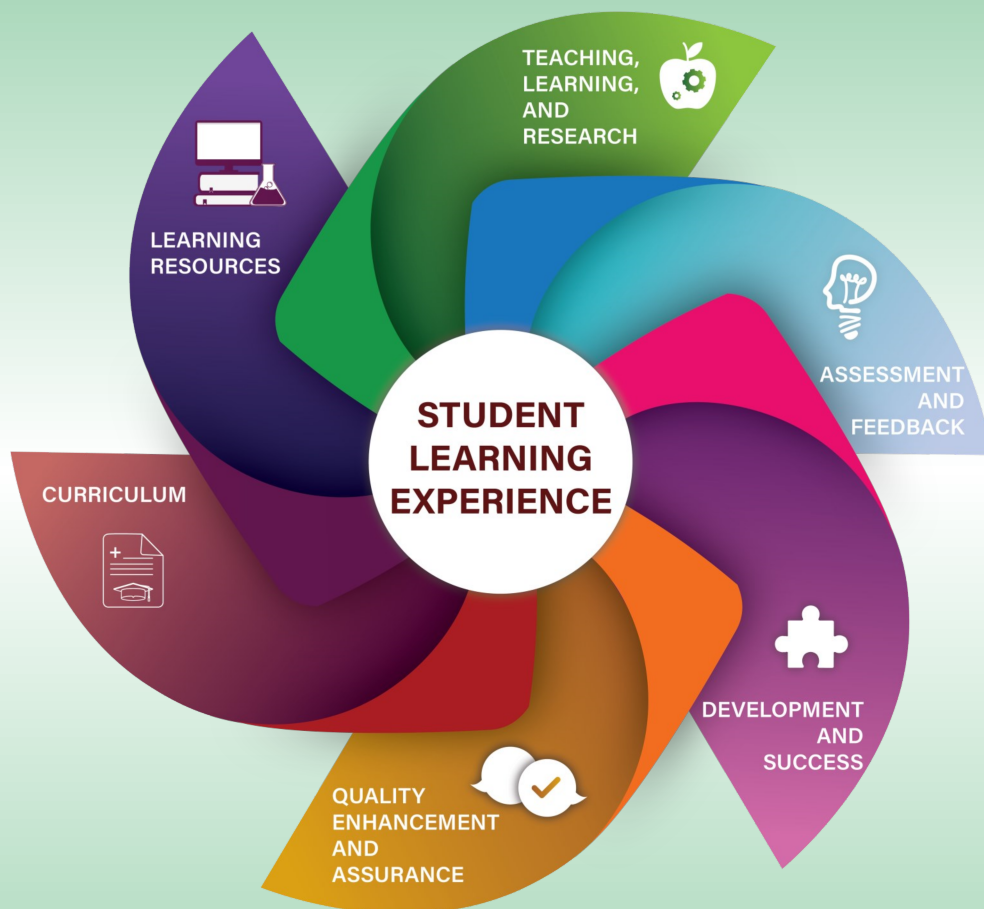 TEACHING,
LEARNING,
AND
RESEARCH
LEARNING
RESOURCES
ASSESSMENT
AND
FEEDBACK
STUDENT
LEARNING
EXPERIENCE
CURRICULUM
DEVELOPMENT
AND
SUCCESS
QUALITY
ENHANCEMENT
AND
ASSURANCE